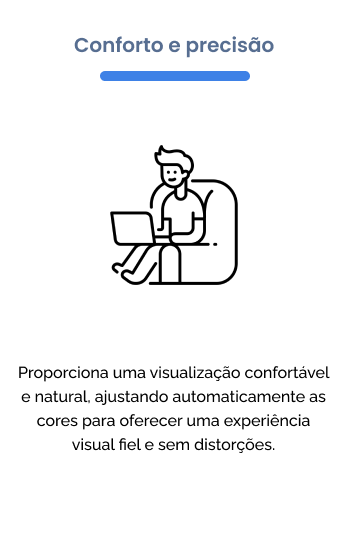 Conforto e precisão
Proporciona uma visualização confortável
e natural, ajustando automaticamente as
cores para oferecer uma experiência
visual fiel e sem distorções.